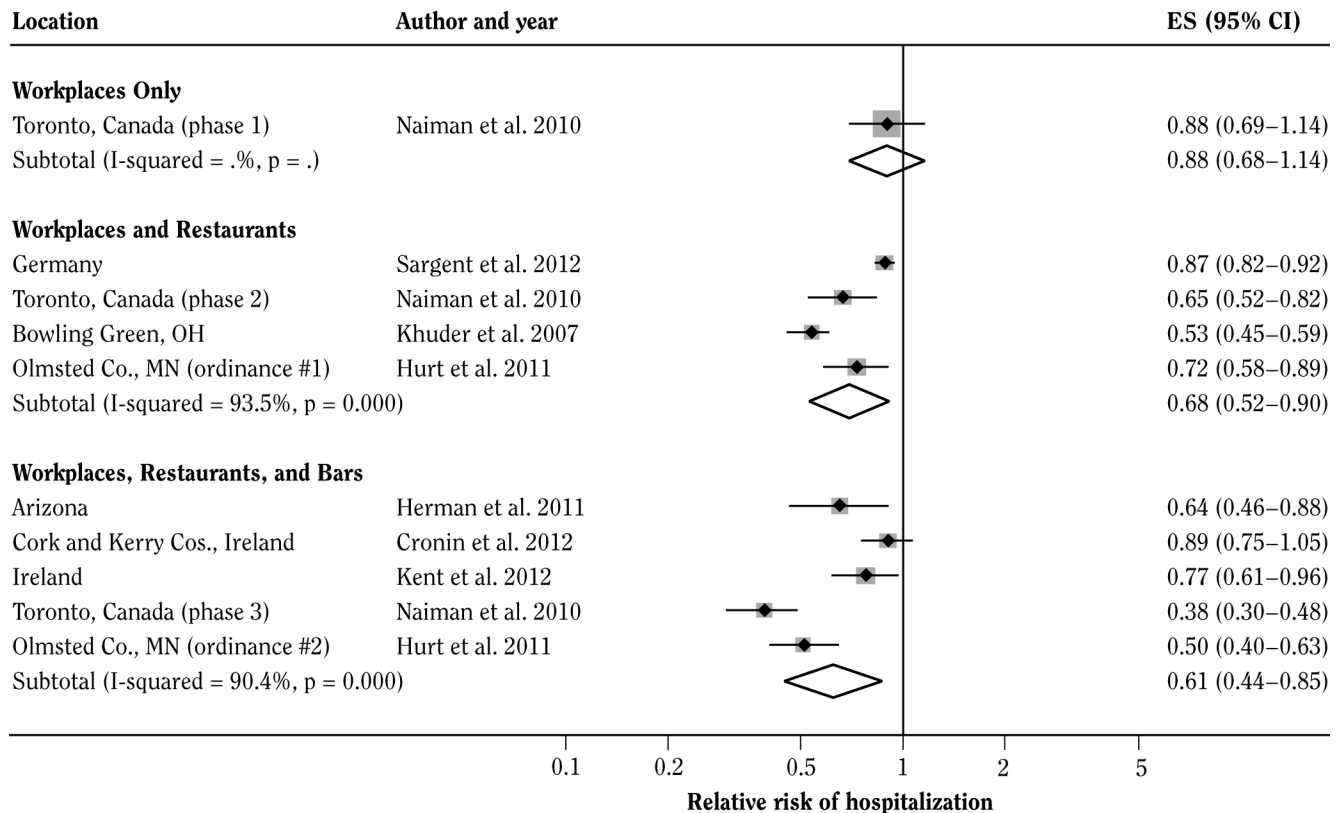 Location Author and year ES (95% CI)
Workplaces Only
Toronto, Canada (phase 1) Naiman et al. 2010 0.88 (0.69–1.14)
Subtotal (I-squared = .%, p = .) 0.88 (0.68–1.14)
Workplaces and Restaurants
Germany Sargent et al. 2012 0.87 (0.82–0.92)
Toronto, Canada (phase 2) Naiman et al. 2010 0.65 (0.52–0.82)
Bowling Green, OH Khuder et al. 2007 0.53 (0.45–0.59)
Olmsted Co., MN (ordinance #1) Hurt et al. 2011 0.72 (0.58–0.89)
Subtotal (I-squared = 93.5%, p = 0.000) 0.68 (0.52–0.90)
Workplaces, Restaurants, and Bars
Arizona Herman et al. 2011 0.64 (0.46–0.88)
Cork and Kerry Cos., Ireland Cronin et al. 2012 0.89 (0.75–1.05)
Ireland Kent et al. 2012 0.77 (0.61–0.96)
Toronto, Canada (phase 3) Naiman et al. 2010 0.38 (0.30–0.48)
Olmsted Co., MN (ordinance #2) Hurt et al. 2011 0.50 (0.40–0.63)
Subtotal (I-squared = 90.4%, p = 0.000) 0.61 (0.44–0.85)
0.1 0.2 0.5 1 2 5
Relative risk of hospitalization